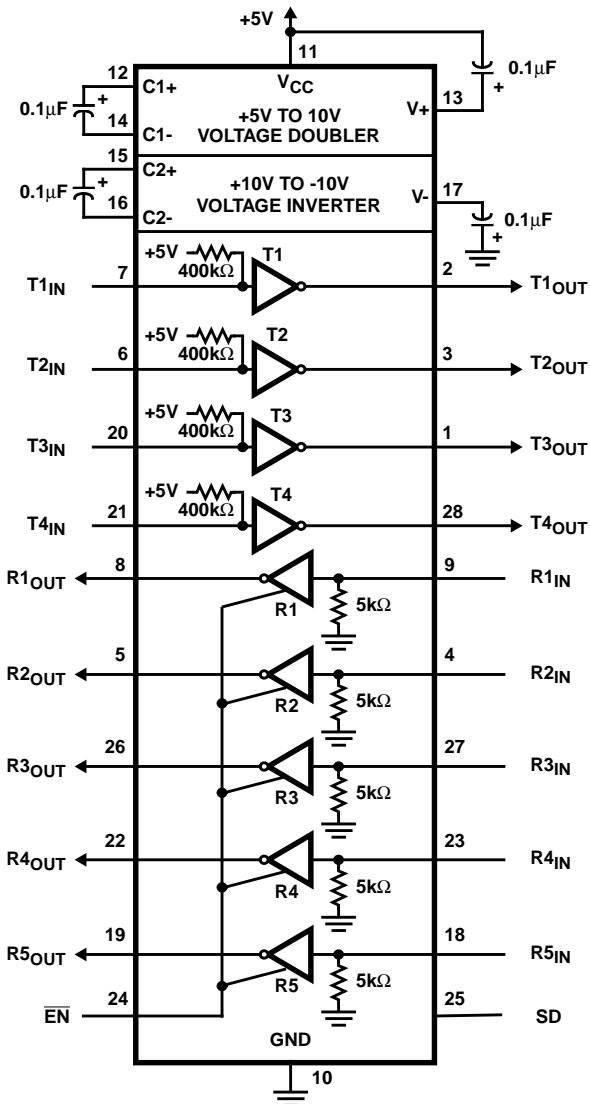 +5V
11
12
C1+
VCC
0.1µF
+
+
0.1µF
13
V+
+5V TO 10V
VOLTAGE DOUBLER
14
C1-
15
C2+
0.1µF
+
+10V TO -10V
VOLTAGE INVERTER
16
C2-
V-
17
0.1µF
+
+5V
400kΩ
T1
T1IN
7
2
T1OUT
+5V
400kΩ
T2
T2IN
6
3
T2OUT
+5V
400kΩ
T3
T3IN
20
1
T3OUT
+5V
400kΩ
T4
T4IN
21
28
T4OUT
R1OUT
8
9
R1IN
R1
5kΩ
R2OUT
5
4
R2IN
R2
5kΩ
R3OUT
26
27
R3IN
R3
5kΩ
R4OUT
22
23
R4IN
R4
5kΩ
R5OUT
19
18
R5IN
R5
5kΩ
EN
24
25
SD
GND
10